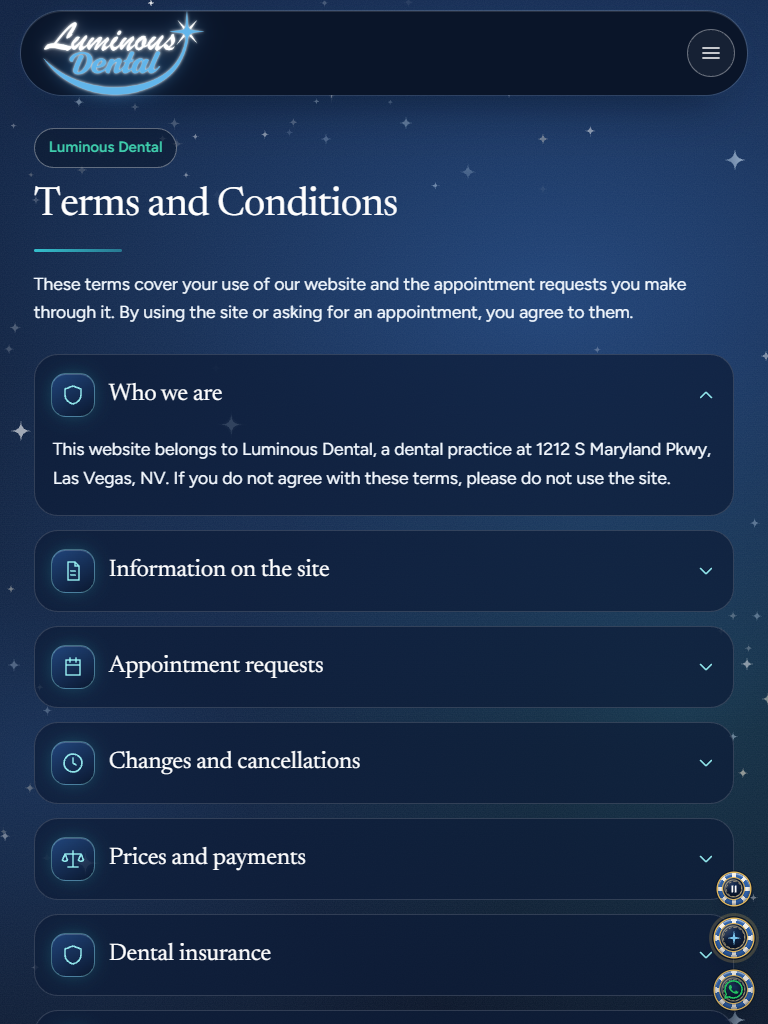 Luminous
Dental
Luminous Dental
Terms and Conditions
These terms cover your use of our website and the appointment requests you make
through it. By using the site or asking for an appointment, you agree to them.
Who we are
This website belongs to Luminous Dental, a dental practice at 1212 S Maryland Pkwy,
Las Vegas, NV. If you do not agree with these terms, please do not use the site.
Information on the site
Appointment requests
Changes and cancellations
Prices and payments
Dental insurance